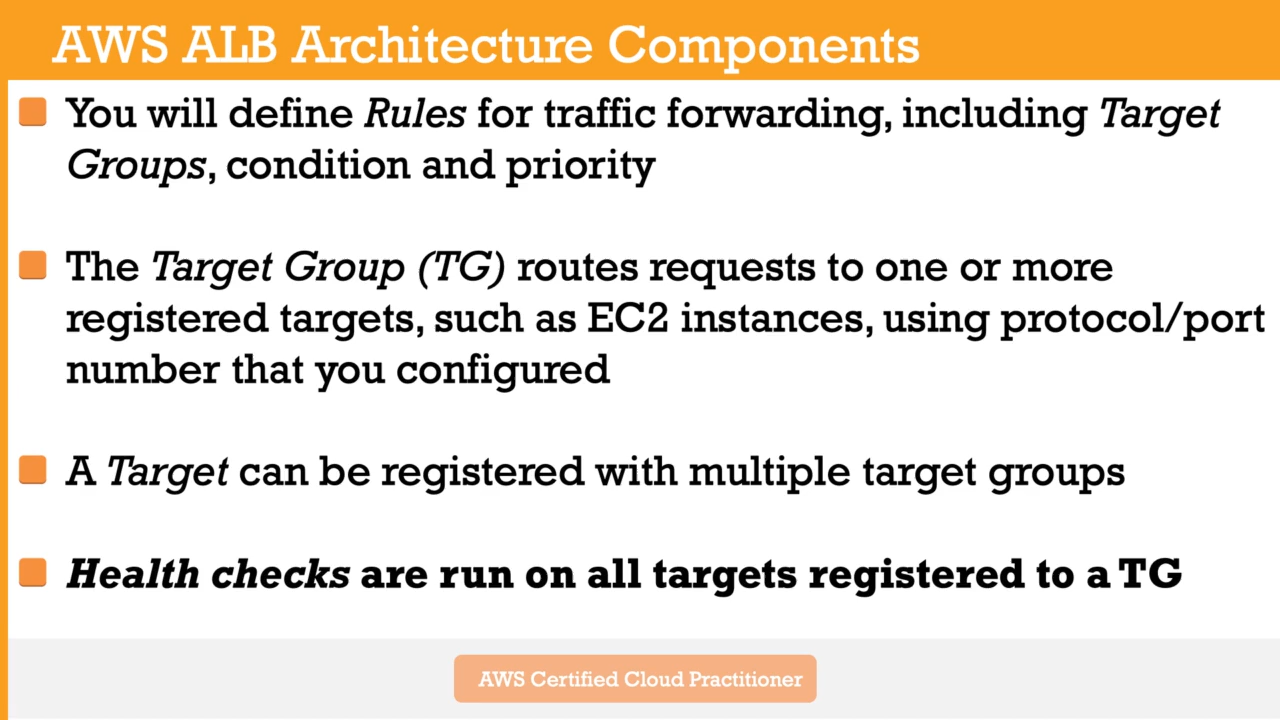 AWS ALB Architecture Components
You will define Rules for traffic forwarding, including Target
Groups, condition and priority
The Target Group (TG) routes requests to one or more
registered targets, such as EC2 instances, using protocol/port
number that you configured
A Target can be registered with multiple target groups
Health checks are run on all targets registered to a TG
AWS Certified Cloud Practitioner